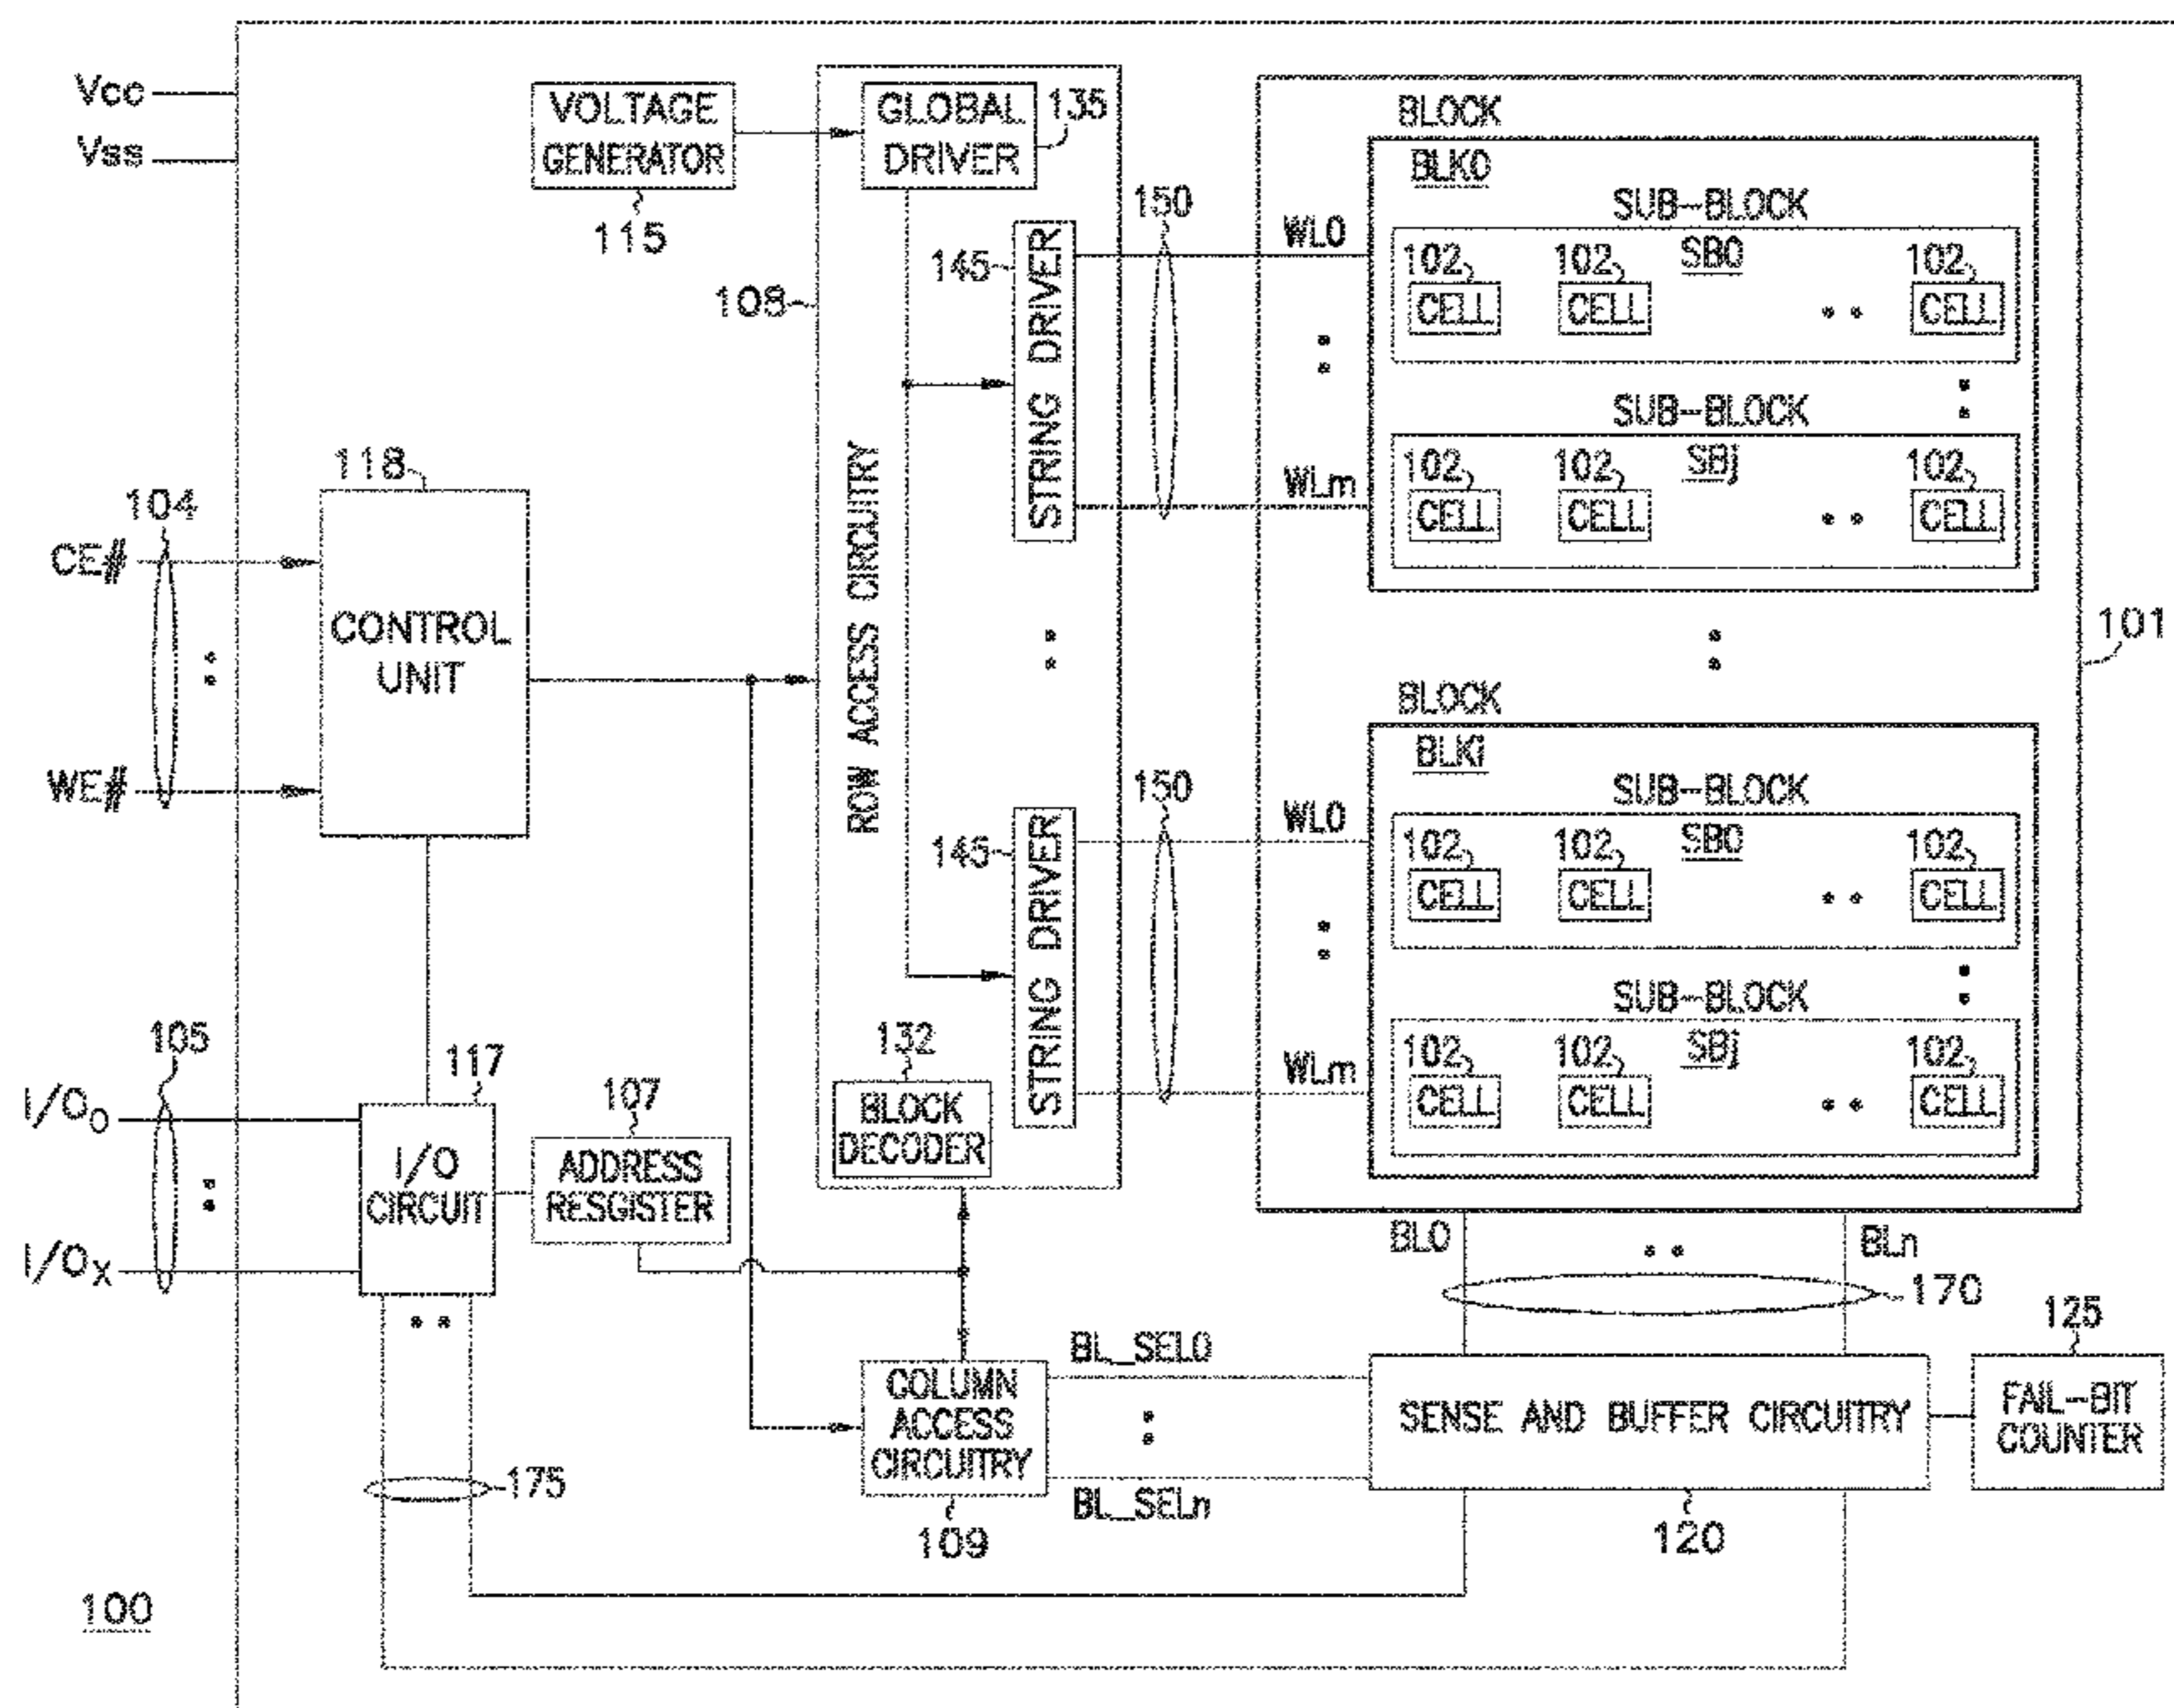 Vcc
Vss
VOLTAGE
GENERATOR
115
GLOBAL
DRIVER
135
108
ROW ACCESS CIRCUITRY
145
STRING DRIVER
150
WL0
WLm
BLOCK
BLK0
SUB-BLOCK
SB0
102 102 102
CELL CELL CELL
SUB-BLOCK
SBj
102 102 102
CELL CELL CELL
101
104
CE#
WE#
118
CONTROL
UNIT
145
STRING DRIVER
150
WL0
WLm
BLOCK
BLKi
SUB-BLOCK
SB0
102 102 102
CELL CELL CELL
SUB-BLOCK
SBj
102 102 102
CELL CELL CELL
105
I/O0
I/OX
117
I/O
CIRCUIT
107
ADDRESS
RESGISTER
132
BLOCK
DECODER
BL0
BLn
170
175
COLUMN
ACCESS
CIRCUITRY
109
BL_SEL0
BL_SELn
SENSE AND BUFFER CIRCUITRY
120
125
FAIL-BIT
COUNTER
100